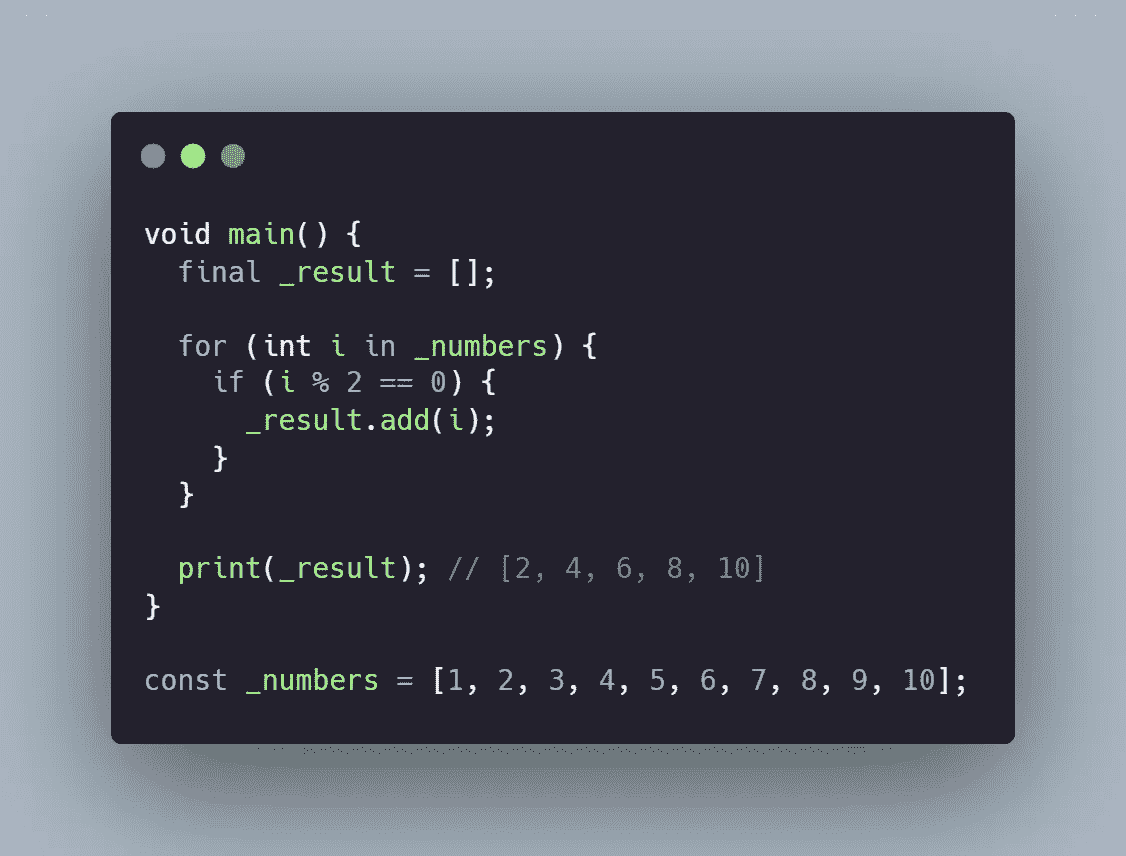 void main() {
  final _result = [];
  for (int i in _numbers) {
    if (i % 2 == 0) {
      _result.add(i);
    }
  }
  print(_result); // [2, 4, 6, 8, 10]
}
const _numbers = [1, 2, 3, 4, 5, 6, 7, 8, 9, 10];